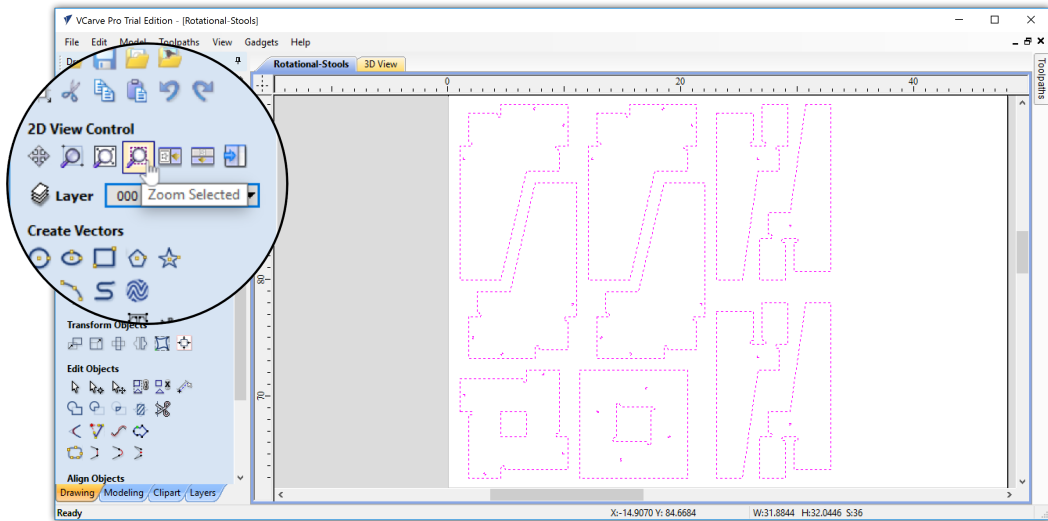 VCarve Pro Trial Edition - [Rotational-Stools]
File Edit Model Toolpaths View Gadgets Help
Rotational-Stools 3D View
Toolpaths
0 20 40
2D View Control
Layer 000
Zoom Selected
Create Vectors
80
Transform Objects
Edit Objects
70
Align Objects
Drawing Modeling Clipart Layers
Ready X:-14.9070 Y: 84.6684 W:31.8844 H:32.0446 S:36